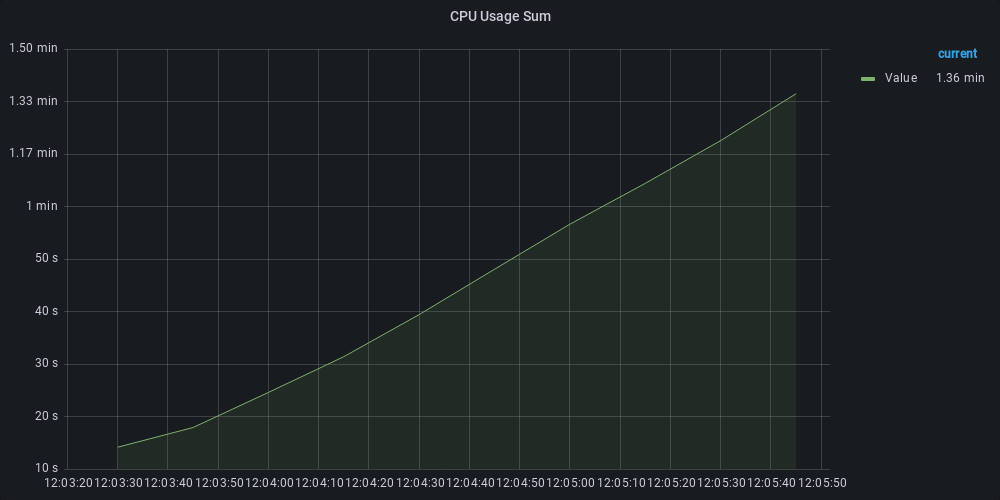 CPU Usage Sum
1.50 min
1.33 min
1.17 min
1 min
50 s
40 s
30 s
20 s
10 s
12:03:20 12:03:30 12:03:40 12:03:50 12:04:00 12:04:10 12:04:20 12:04:30 12:04:40 12:04:50 12:05:00 12:05:10 12:05:20 12:05:30 12:05:40 12:05:50
current
Value 1.36 min